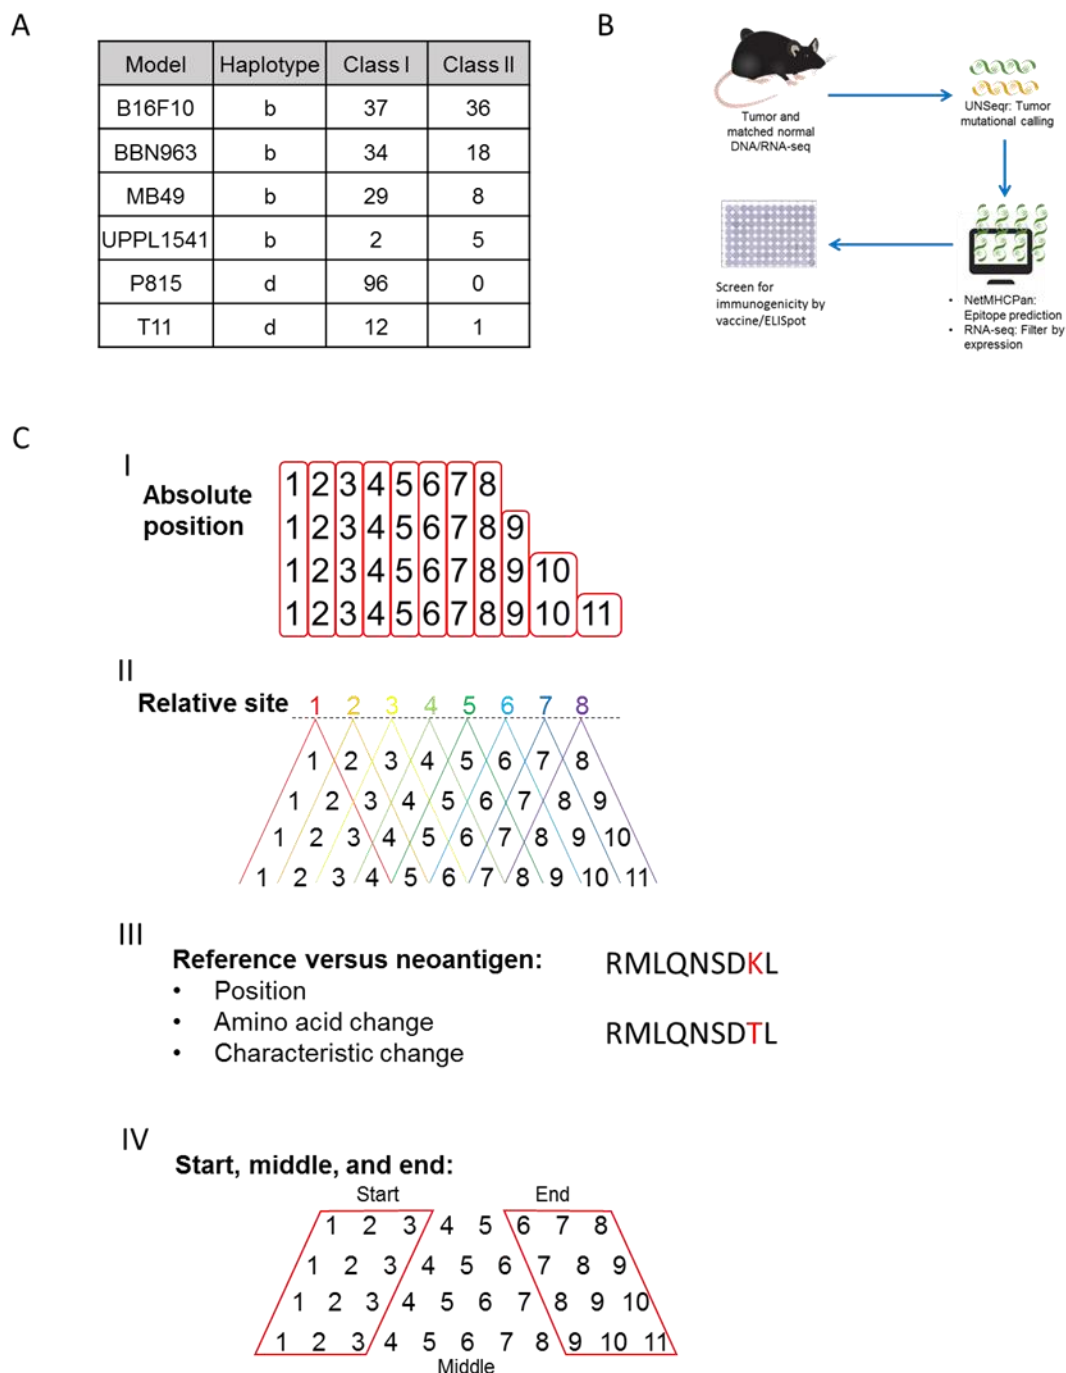 A
Model Haplotype Class I Class II
B16F10 b 37 36
BBN963 b 34 18
MB49 b 29 8
UPPL1541 b 2 5
P815 d 96 0
T11 d 12 1
B
Tumor and
matched normal
DNA/RNA-seq
UNSeqr: Tumor
mutational calling
• NetMHCPan:
Epitope prediction
• RNA-seq: Filter by
expression
Screen for
immunogenicity by
vaccine/ELISpot
C
I
Absolute
position
1 2 3 4 5 6 7 8
1 2 3 4 5 6 7 8 9
1 2 3 4 5 6 7 8 9 10
1 2 3 4 5 6 7 8 9 10 11
II
Relative site 1 2 3 4 5 6 7 8
1 2 3 4 5 6 7 8
1 2 3 4 5 6 7 8 9
1 2 3 4 5 6 7 8 9 10
1 2 3 4 5 6 7 8 9 10 11
III
Reference versus neoantigen:
• Position
• Amino acid change
• Characteristic change
RMLQNSDKL
RMLQNSDTL
IV
Start, middle, and end:
Start End
1 2 3 4 5 6 7 8
1 2 3 4 5 6 7 8 9
1 2 3 4 5 6 7 8 9 10
1 2 3 4 5 6 7 8 9 10 11
Middle